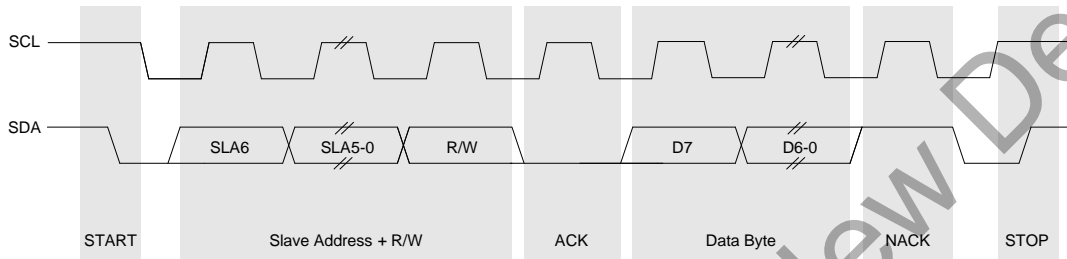 SCL
SDA
SLA6 SLA5-0 R/W D7 D6-0
START Slave Address + R/W ACK Data Byte NACK STOP